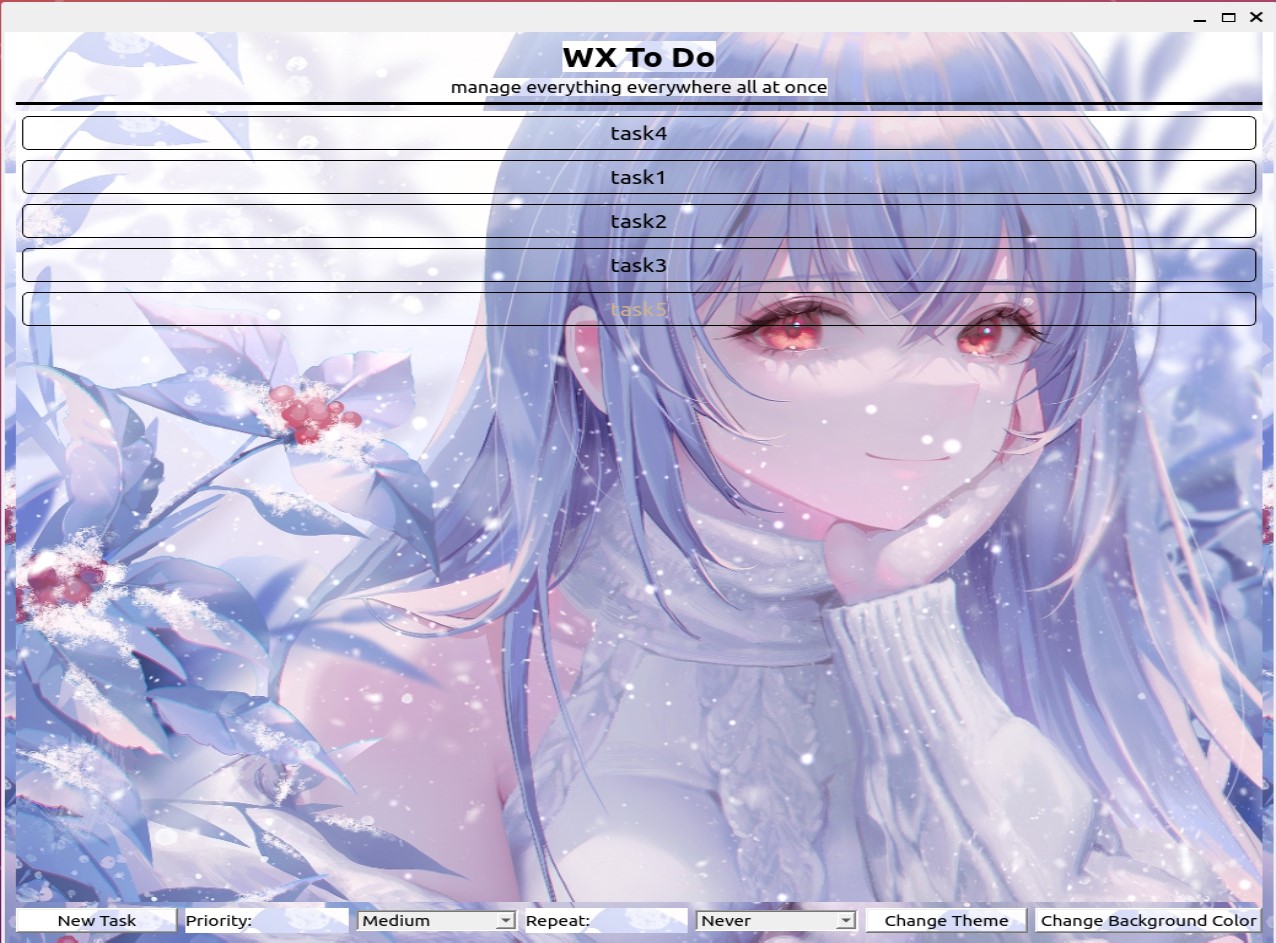 WX To Do
manage everything everywhere all at once
task4
task1
task2
task3
task5
New Task Priority: Medium Repeat: Never Change Theme Change Background Color